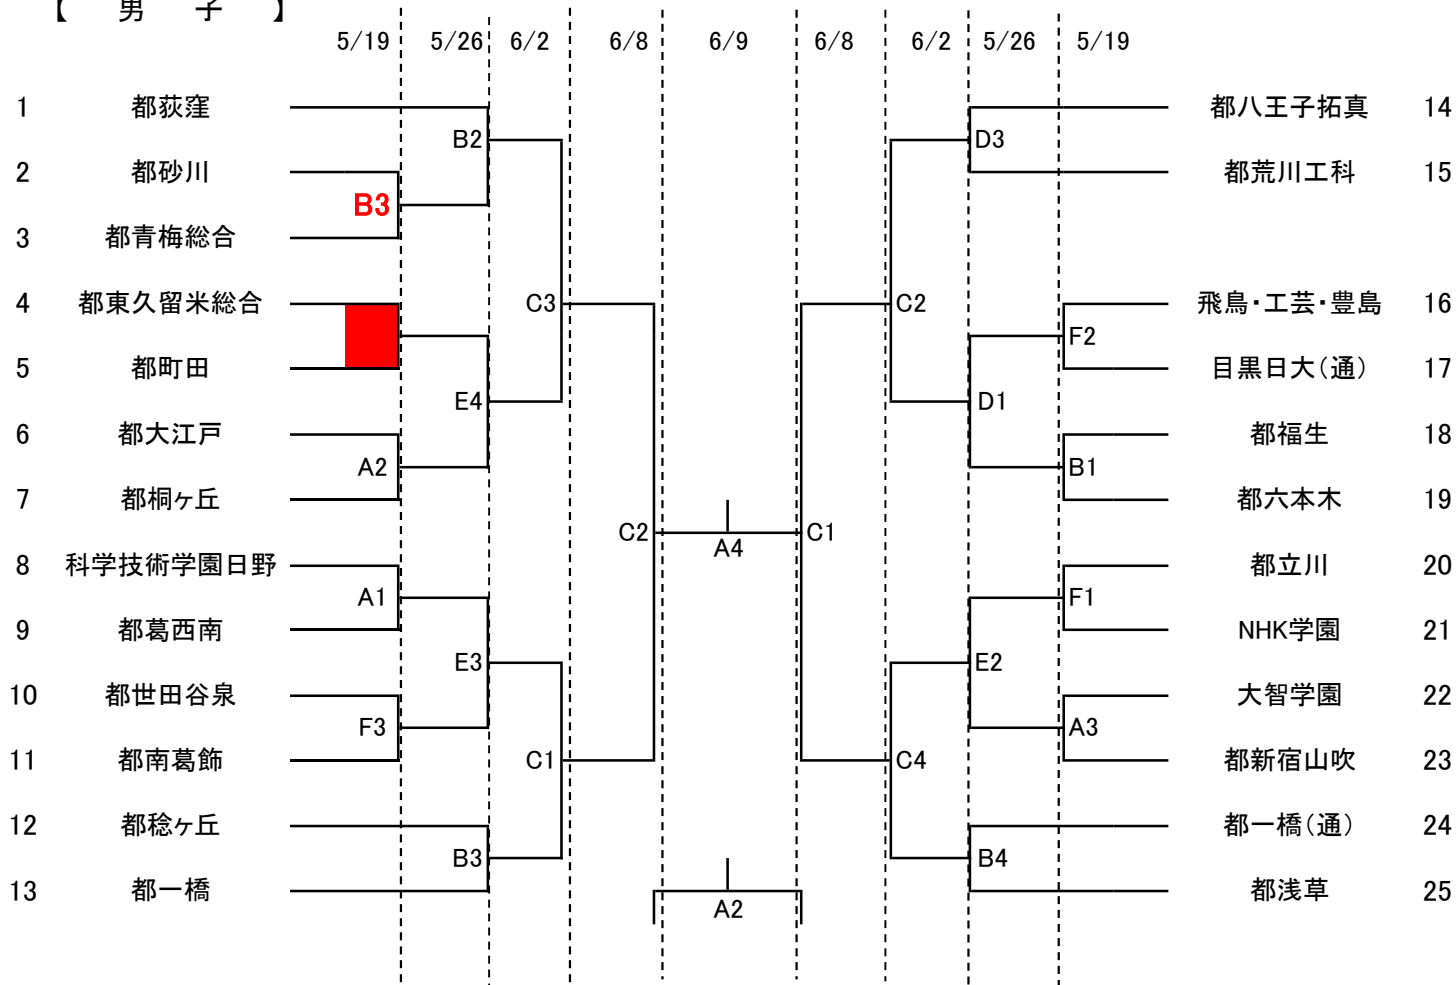 【 男 子 】
5/19 5/26 6/2 6/8 6/9 6/8 6/2 5/26 5/19
1 都荻窪 都八王子拓真 14
B2 D3
2 都砂川 都荒川工科 15
B3
3 都青梅総合
4 都東久留米総合 C3 C2 飛鳥・工芸・豊島 16
F2
5 都町田 目黒日大（通） 17
E4 D1
6 都大江戸 都福生 18
A2 B1
7 都桐ヶ丘 都六本木 19
C2 A4 C1
8 科学技術学園日野 都立川 20
A1 F1
9 都葛西南 NHK学園 21
E3 E2
10 都世田谷泉 大智学園 22
F3 A3
11 都南葛飾 C1 C4 都新宿山吹 23
12 都稔ヶ丘 都一橋（通） 24
B3 B4
13 都一橋 都浅草 25
A2